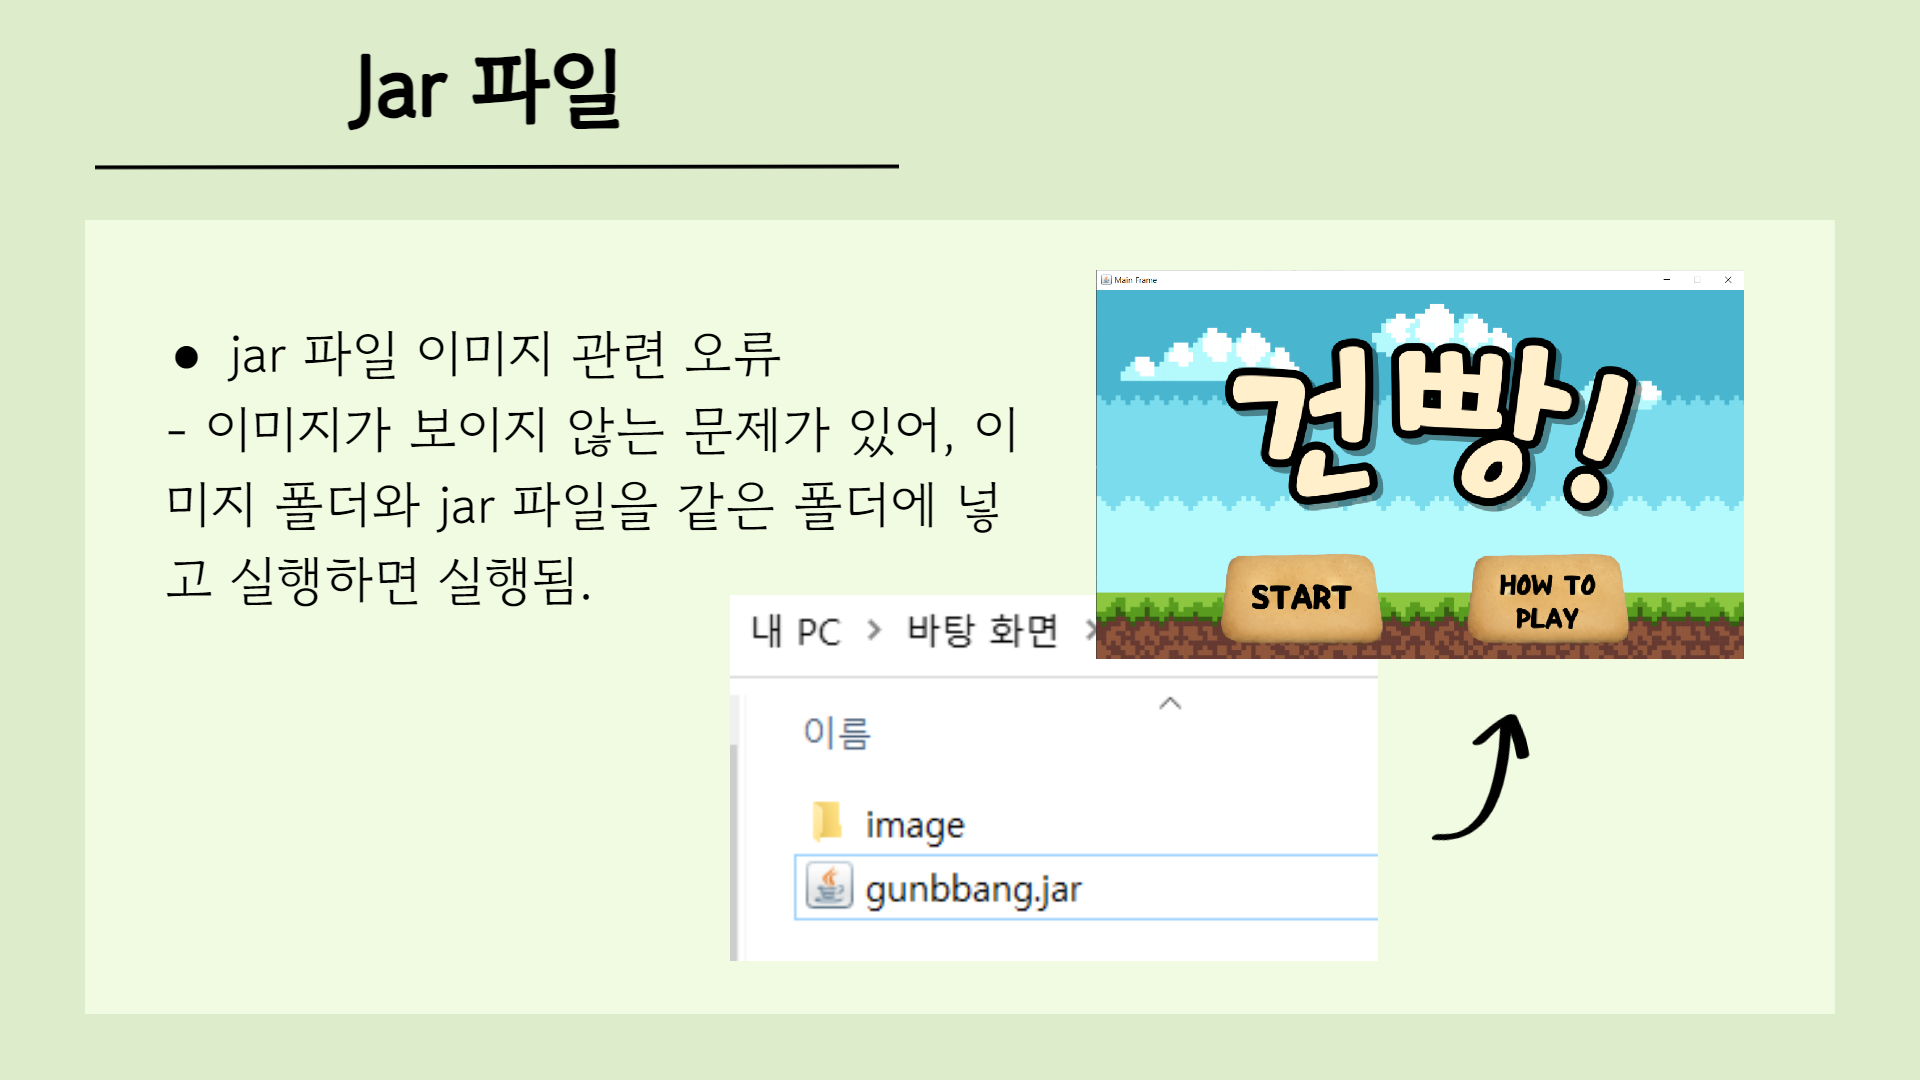 Jar 파일
● jar 파일 이미지 관련 오류
- 이미지가 보이지 않는 문제가 있어, 이
미지 폴더와 jar 파일을 같은 폴더에 넣
고 실행하면 실행됨.
Main Frame
건빵!
START
HOW TO
PLAY
내 PC > 바탕 화면 >
이름
image
gunbbang.jar